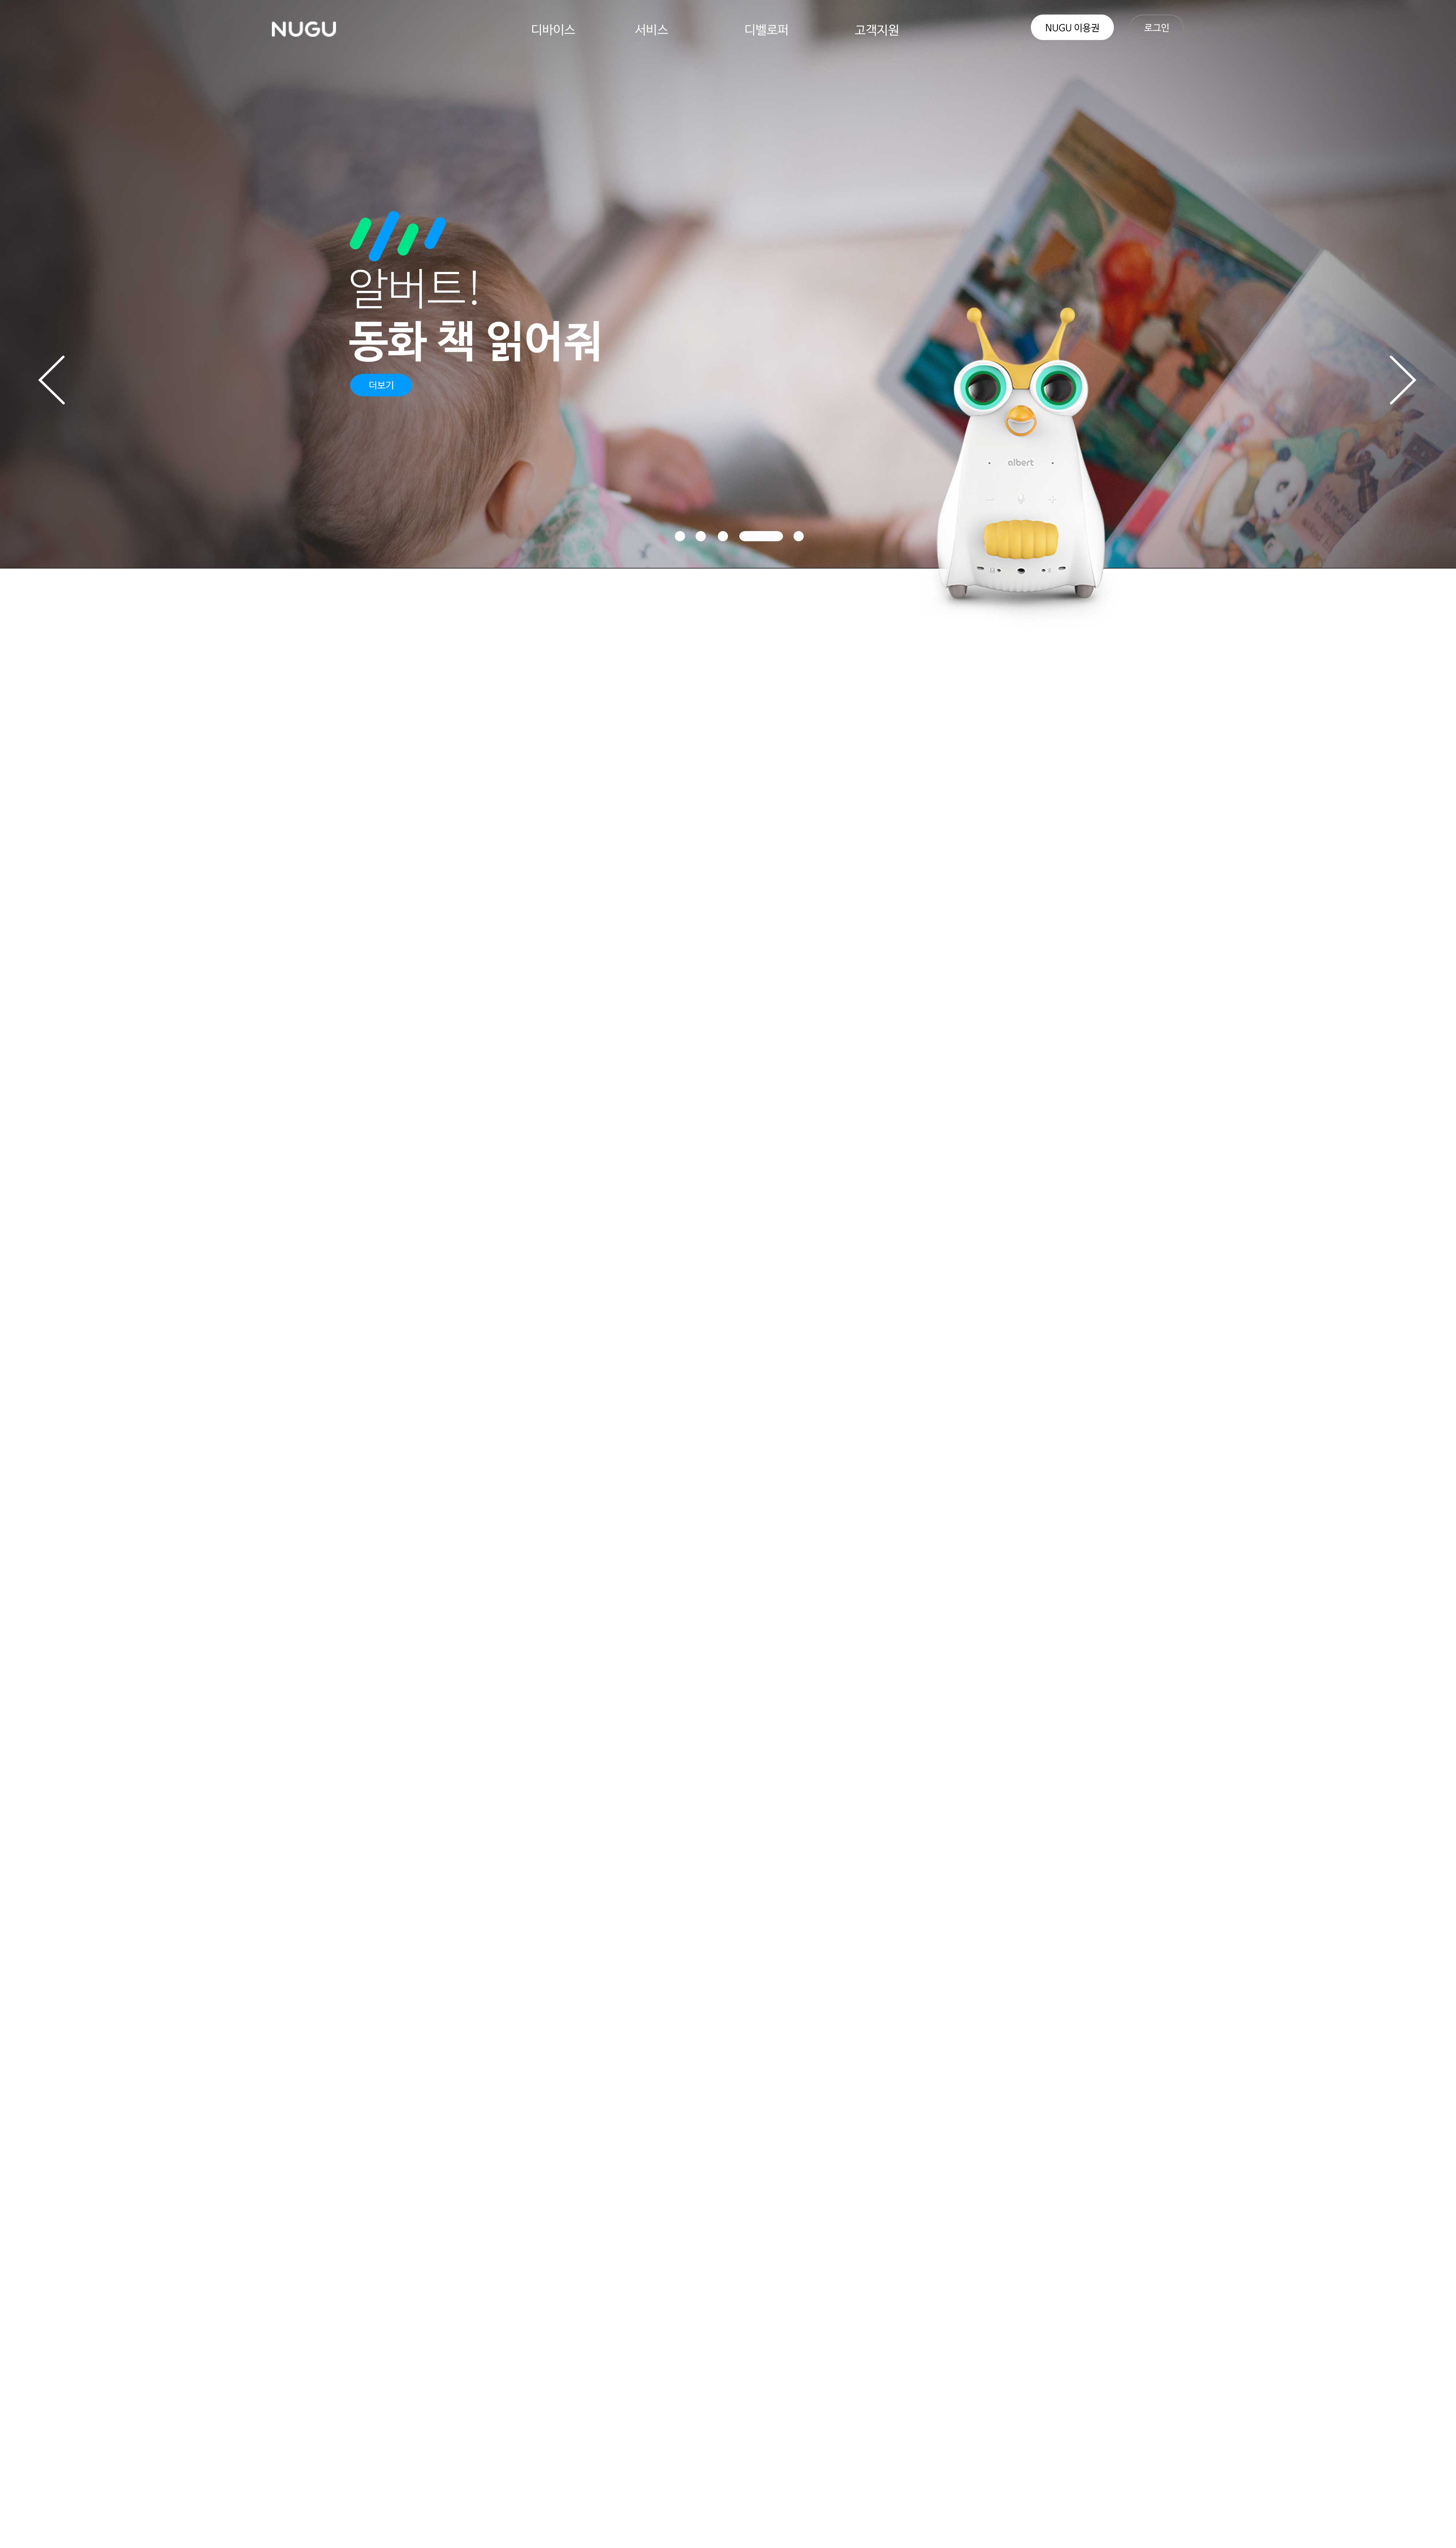 NUGU
디바이스
서비스
디벨로퍼
고객지원
NUGU 이용권
로그인
알버트!
동화 책 읽어줘
더보기
albert